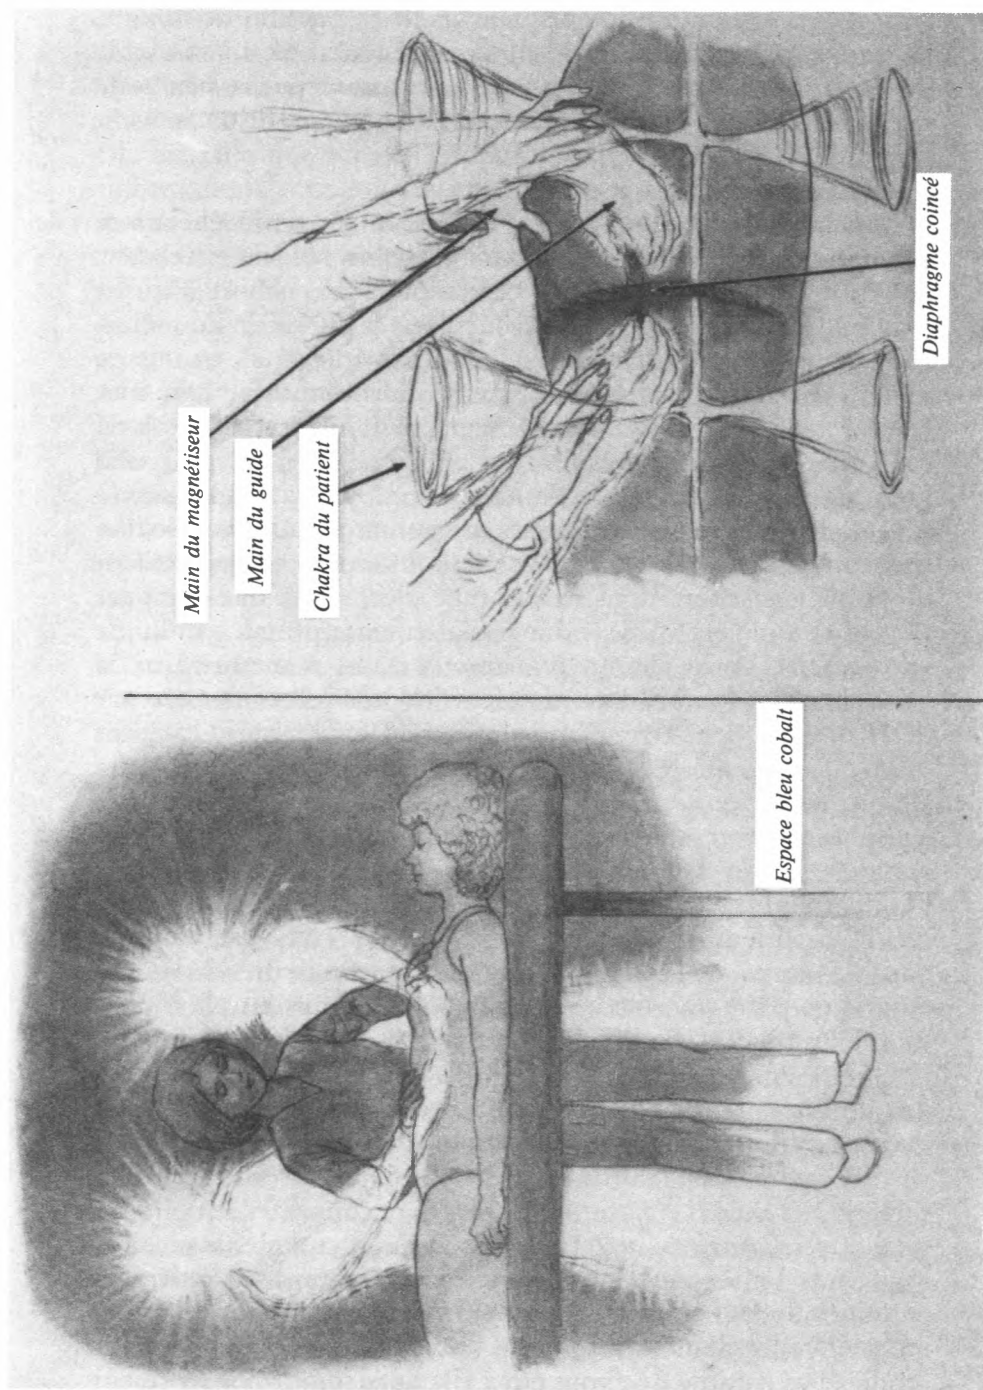 Main du magnétiseur
Main du guide
Chakra du patient
Diaphragme coincé
Espace bleu cobalt